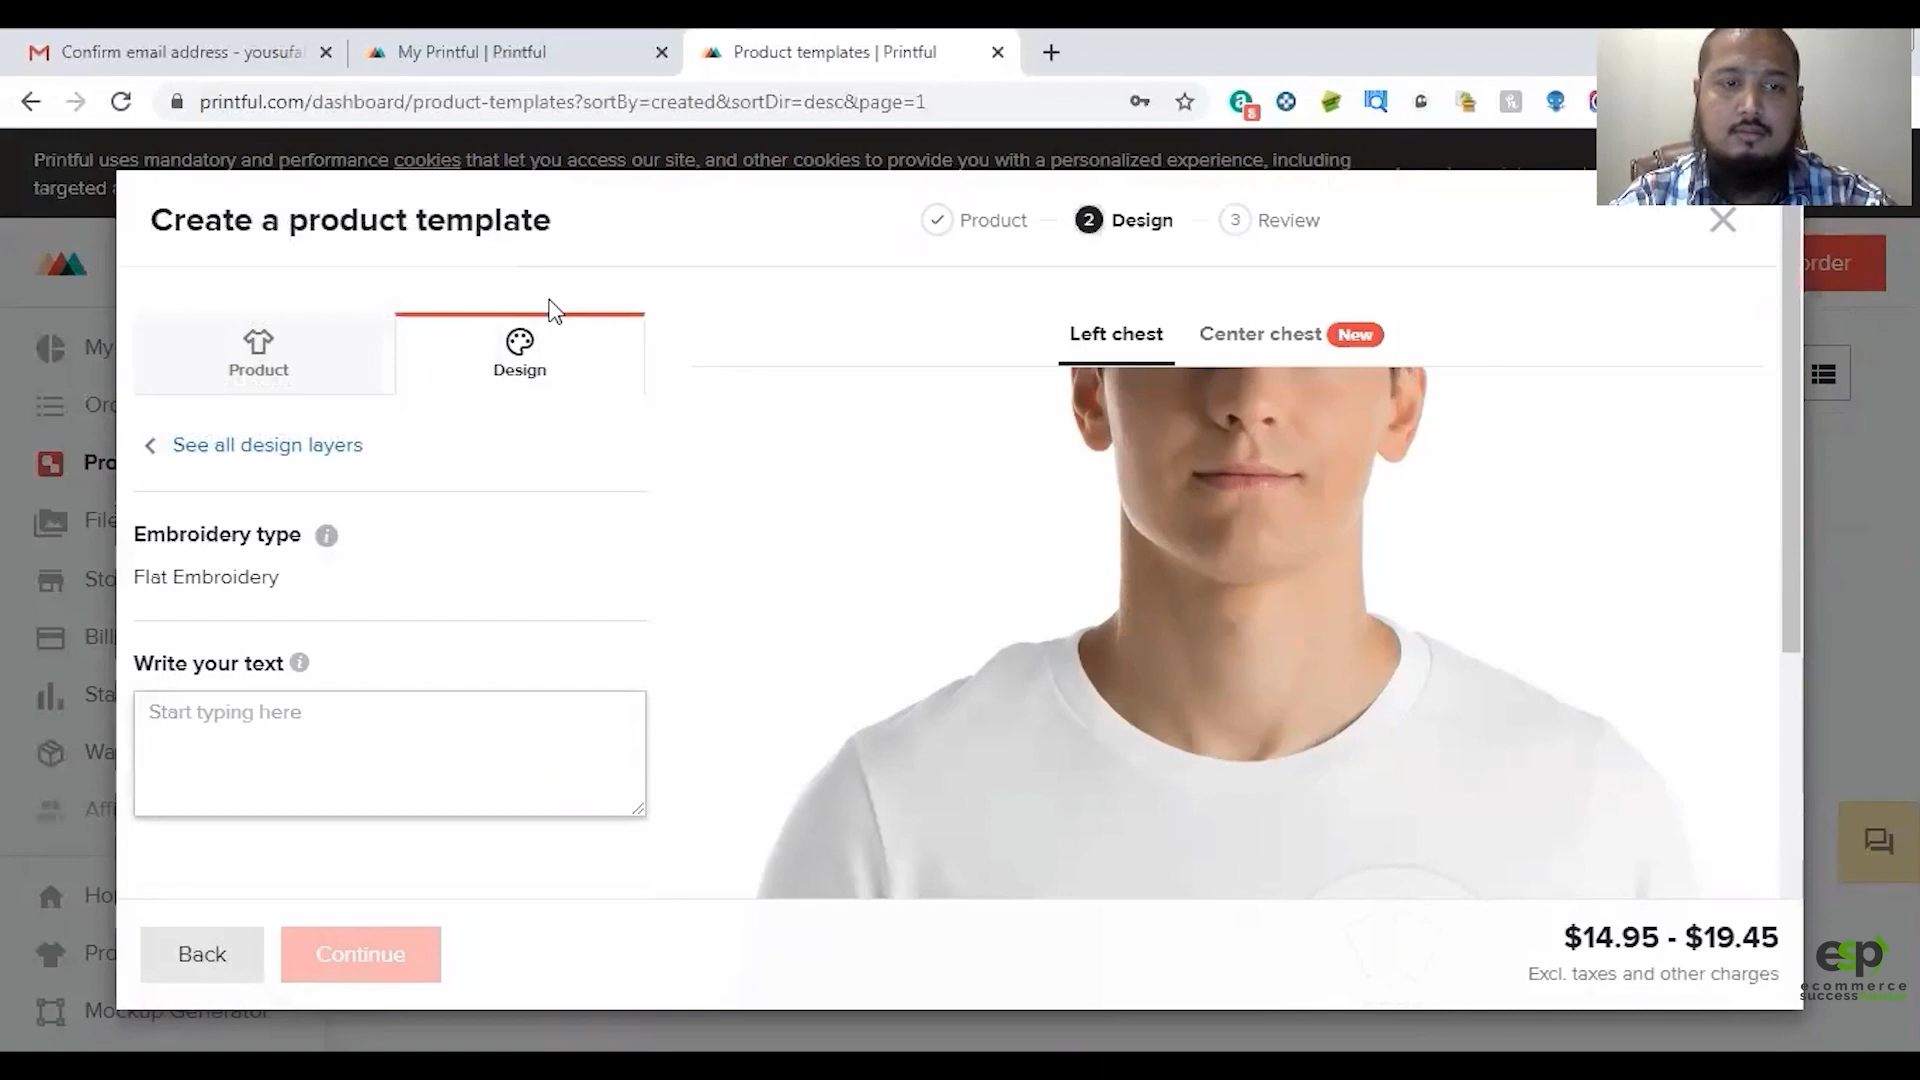 Confirm email address - yousufa
My Printful | Printful
Product templates | Printful
printful.com/dashboard/product-templates?sortBy=created&sortDir=desc&page=1
Printful uses mandatory and performance cookies that let you access our site, and other cookies to provide you with a personalized experience, including
targeted
Create a product template
Product
2 Design
3 Review
order
Product
Design
Left chest
Center chest New
See all design layers
Embroidery type
Flat Embroidery
Write your text
Start typing here
My
Ord
Pro
File
Sto
Bill
Sta
Wa
Affi
Ho
Pro
Mockup Generator
Back
Continue
$14.95 - $19.45
Excl. taxes and other charges
esp
ecommerce
success